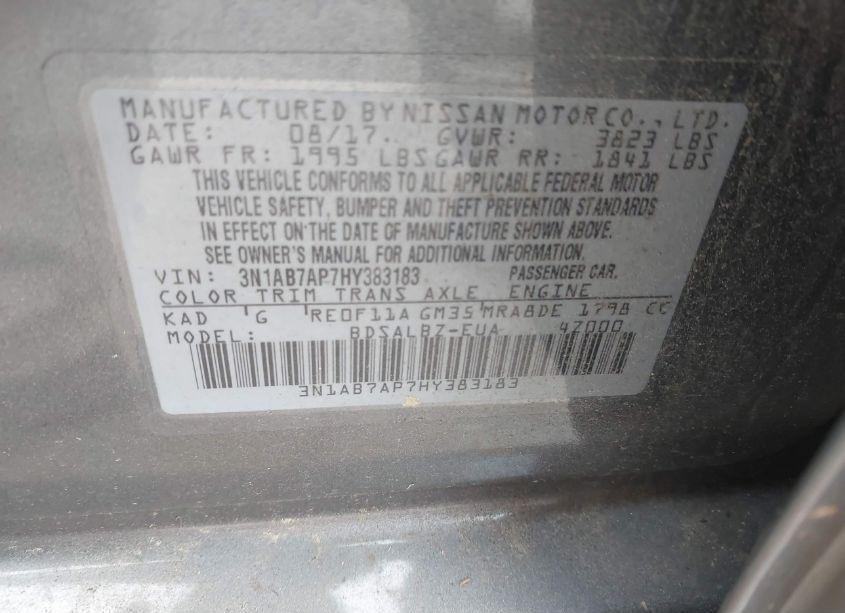 MANUFACTURED BY NISSAN MOTOR CO., LTD.
DATE: 08/17.. GVWR: 3823 LBS
GAWR FR: 1995 LBS GAWR RR: 1841 LBS
THIS VEHICLE CONFORMS TO ALL APPLICABLE FEDERAL MOTOR
VEHICLE SAFETY, BUMPER AND THEFT PREVENTION STANDARDS
IN EFFECT ON THE DATE OF MANUFACTURE SHOWN ABOVE.
SEE OWNER'S MANUAL FOR ADDITIONAL INFORMATION.
VIN: 3N1AB7AP7HY383183 PASSENGER CAR.
COLOR TRIM TRANS AXLE ENGINE
KAD G RE0F11A GM35 MRA8DE 1798 CC
MODEL: BDSALBZ-EUA 4Z000
3N1AB7AP7HY383183